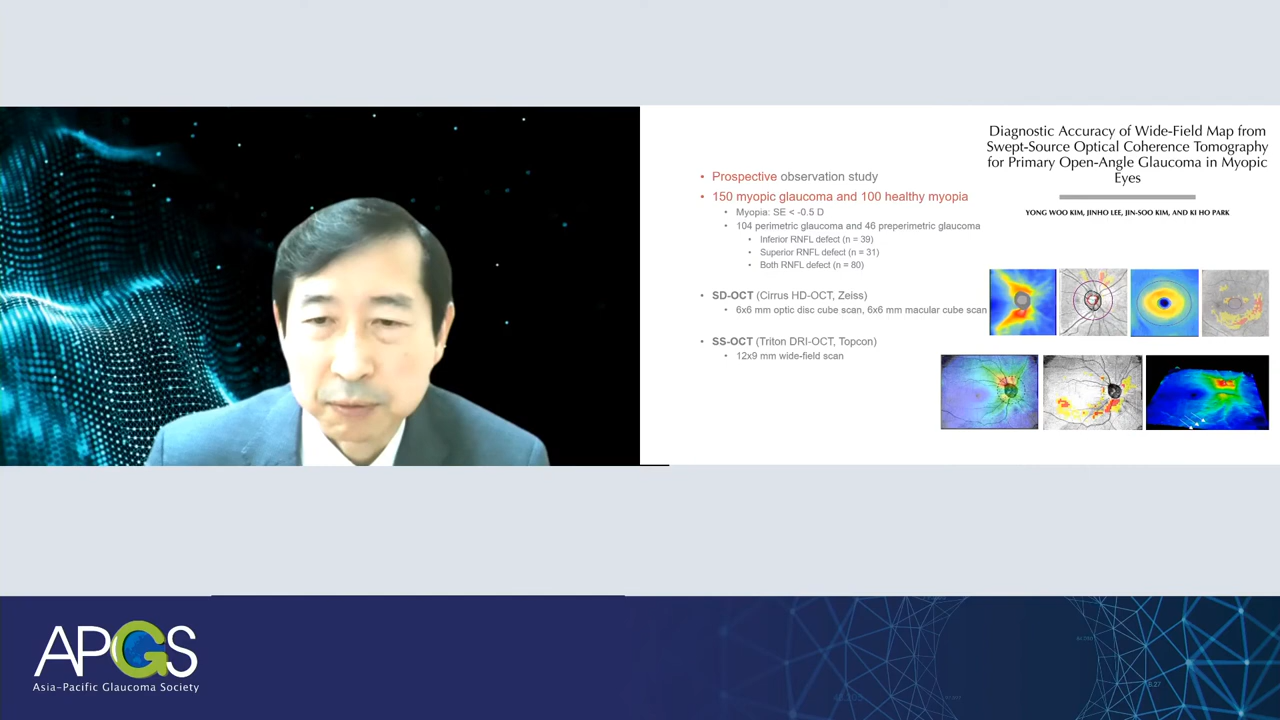 Diagnostic Accuracy of Wide-Field Map from
Swept-Source Optical Coherence Tomography
for Primary Open-Angle Glaucoma in Myopic
Eyes
YONG WOO KIM, JINHO LEE, JIN-SOO KIM, AND KI HO PARK
• Prospective observation study
• 150 myopic glaucoma and 100 healthy myopia
• Myopia: SE < -0.5 D
• 104 perimetric glaucoma and 46 preperimetric glaucoma
• Inferior RNFL defect (n = 39)
• Superior RNFL defect (n = 31)
• Both RNFL defect (n = 80)
• SD-OCT (Cirrus HD-OCT, Zeiss)
• 6x6 mm optic disc cube scan, 6x6 mm macular cube scan
• SS-OCT (Triton DRI-OCT, Topcon)
• 12x9 mm wide-field scan
APGS
Asia-Pacific Glaucoma Society